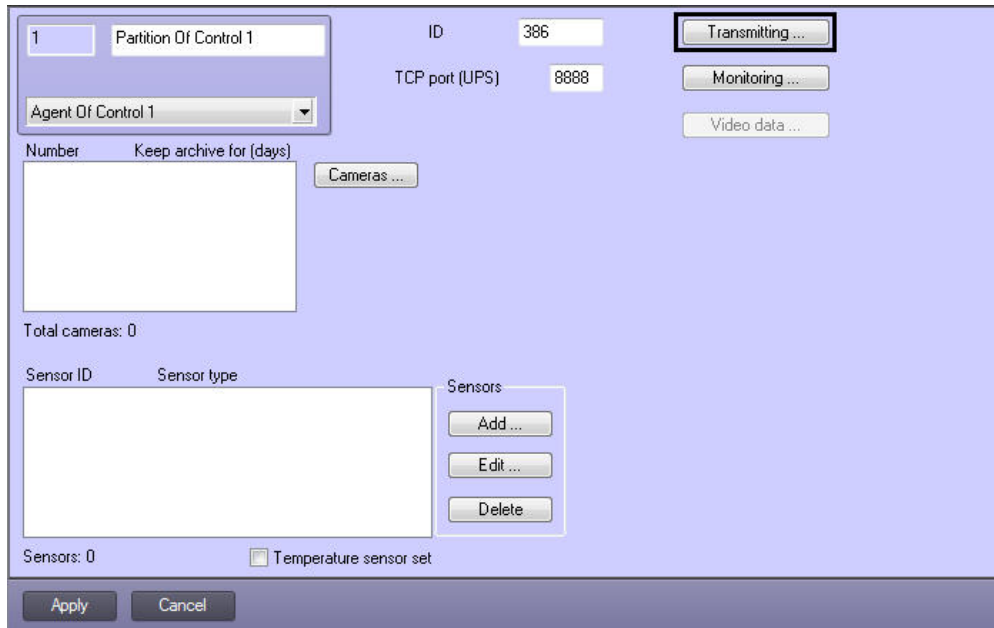 1 Partition Of Control 1 ID 386 Transmitting ...
TCP port (UPS) 8888 Monitoring ...
Agent Of Control 1 Video data ...
Number Keep archive for (days)
Cameras ...
Total cameras: 0
Sensor ID Sensor type
Sensors
Add ...
Edit ...
Delete
Sensors: 0 Temperature sensor set
Apply Cancel